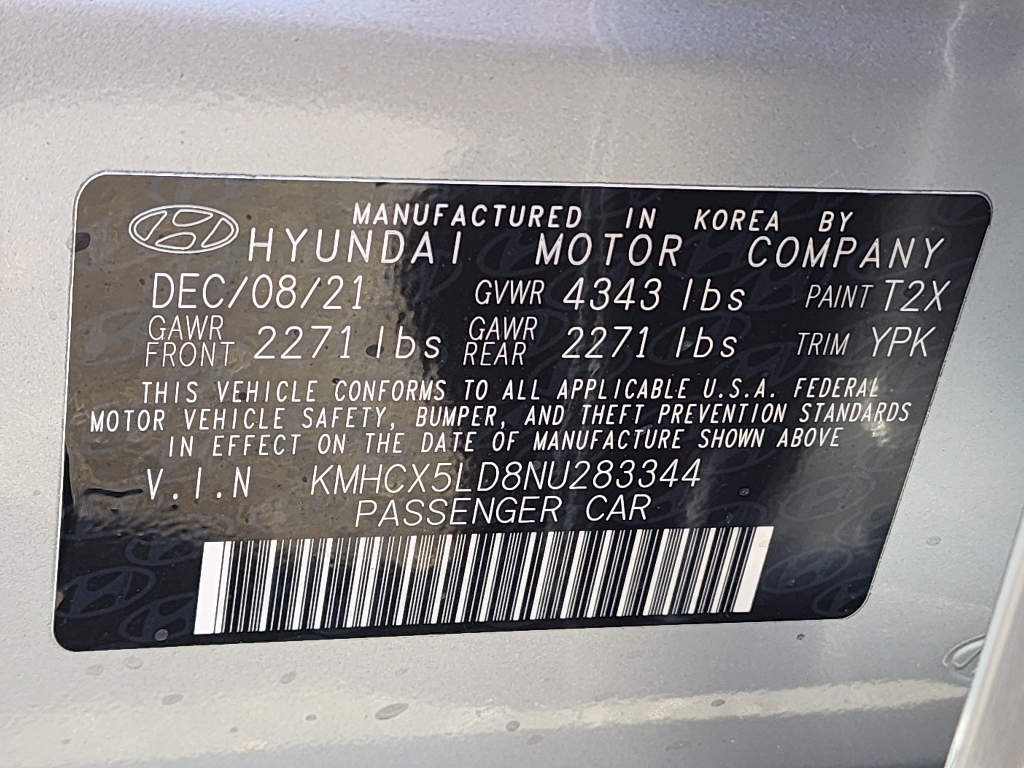 MANUFACTURED IN KOREA BY
HYUNDAI MOTOR COMPANY
DEC/08/21 GVWR 4343 lbs PAINT T2X
GAWR FRONT 2271 lbs GAWR REAR 2271 lbs TRIM YPK
THIS VEHICLE CONFORMS TO ALL APPLICABLE U.S.A. FEDERAL
MOTOR VEHICLE SAFETY, BUMPER, AND THEFT PREVENTION STANDARDS
IN EFFECT ON THE DATE OF MANUFACTURE SHOWN ABOVE
V.I.N KMHCX5LD8NU283344
PASSENGER CAR